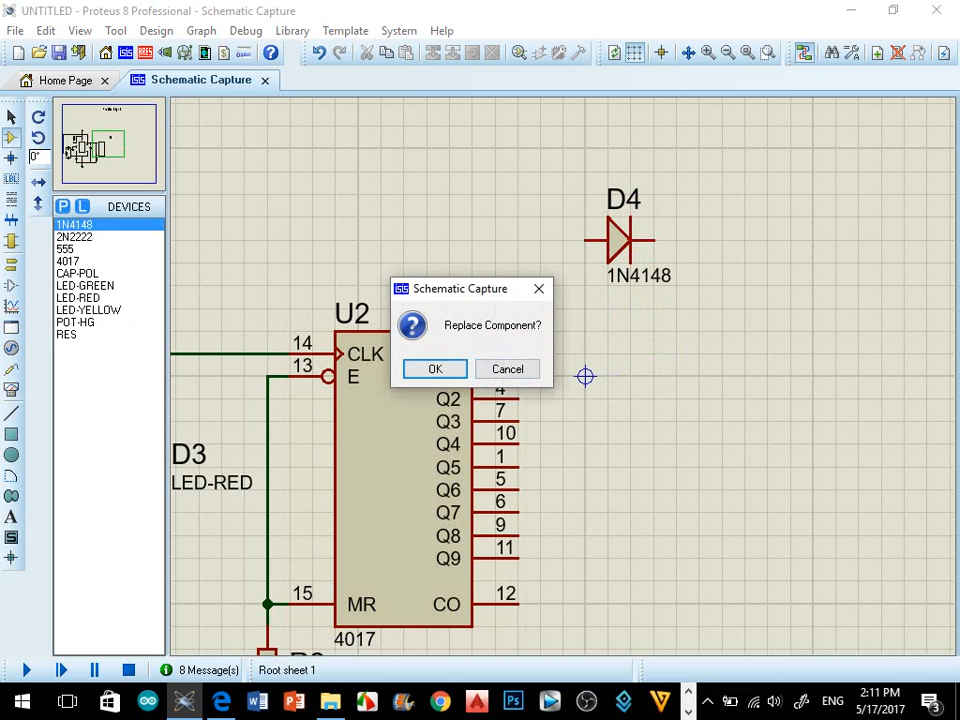 UNTITLED - Proteus 8 Professional - Schematic Capture
File Edit View Tool Design Graph Debug Library Template System Help
Home Page
Schematic Capture
0°
LBL
P L DEVICES
1N4148
2N2222
555
4017
CAP-POL
LED-GREEN
LED-RED
LED-YELLOW
POT-HG
RES
D4
1N4148
Schematic Capture
Replace Component?
OK Cancel
U2
14 CLK
13 E
4
Q2
7
Q3
10
Q4
1
Q5
5
Q6
6
Q7
9
Q8
11
Q9
15 MR
12
CO
4017
D3
LED-RED
8 Message(s) Root sheet 1
ENG
2:11 PM
5/17/2017
3